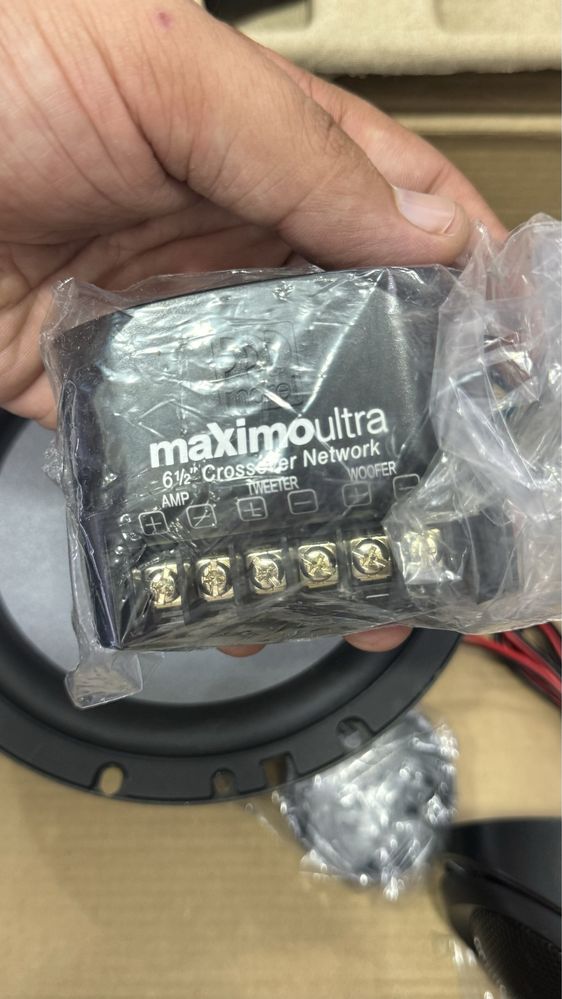 morel
maximoultra
6½" Crossover Network
AMP TWEETER WOOFER
+ - + - + -